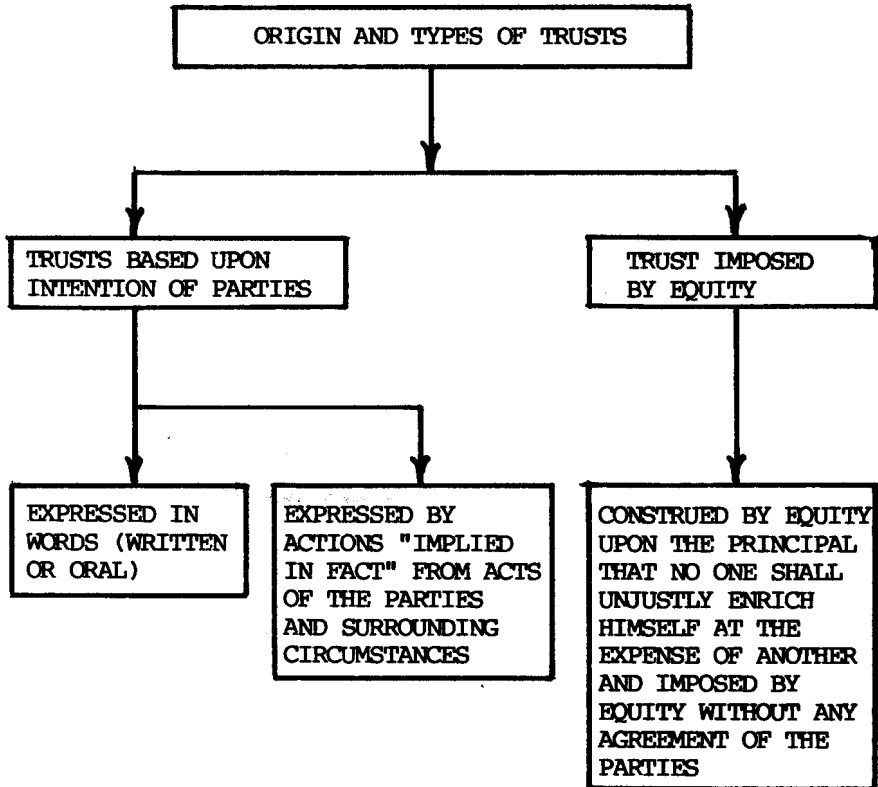 ORIGIN AND TYPES OF TRUSTS
TRUSTS BASED UPON
INTENTION OF PARTIES
TRUST IMPOSED
BY EQUITY
EXPRESSED IN
WORDS (WRITTEN
OR ORAL)
EXPRESSED BY
ACTIONS "IMPLIED
IN FACT" FROM ACTS
OF THE PARTIES
AND SURROUNDING
CIRCUMSTANCES
CONSTRUED BY EQUITY
UPON THE PRINCIPAL
THAT NO ONE SHALL
UNJUSTLY ENRICH
HIMSELF AT THE
EXPENSE OF ANOTHER
AND IMPOSED BY
EQUITY WITHOUT ANY
AGREEMENT OF THE
PARTIES